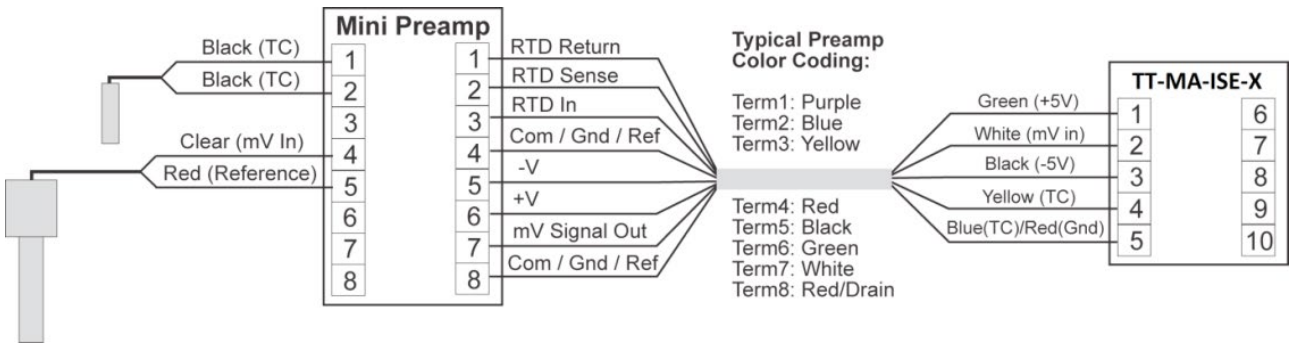 Mini Preamp
Black (TC)
Black (TC)
Clear (mV In)
Red (Reference)
1
2
3
4
5
6
7
8
1
2
3
4
5
6
7
8
RTD Return
RTD Sense
RTD In
Com / Gnd / Ref
-V
+V
mV Signal Out
Com / Gnd / Ref
Typical Preamp
Color Coding:
Term1: Purple
Term2: Blue
Term3: Yellow
Term4: Red
Term5: Black
Term6: Green
Term7: White
Term8: Red/Drain
Green (+5V)
White (mV in)
Black (-5V)
Yellow (TC)
Blue(TC)/Red(Gnd)
TT-MA-ISE-X
1
2
3
4
5
6
7
8
9
10